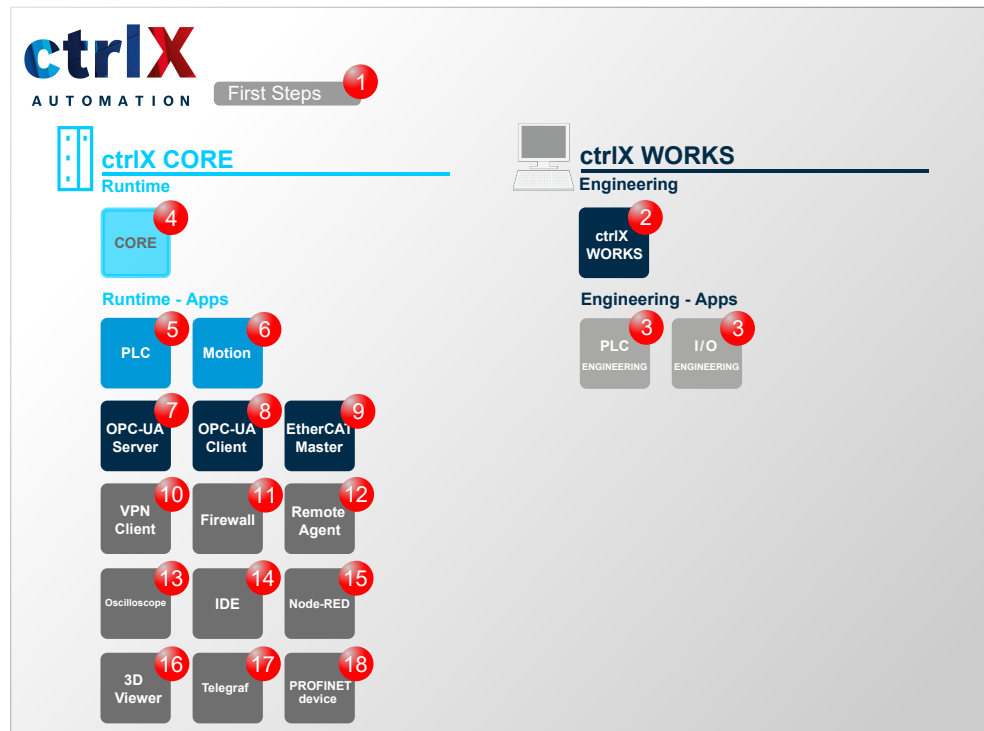 ctrlX
AUTOMATION
First Steps 1
ctrlX CORE
Runtime
4
CORE
Runtime - Apps
5 6
PLC Motion
7 8 9
OPC-UA Server
OPC-UA Client
EtherCAT Master
10 11 12
VPN Client
Firewall
Remote Agent
13 14 15
Oscilloscope IDE Node-RED
16 17 18
3D Viewer
Telegraf
PROFINET device
ctrlX WORKS
Engineering
2
ctrlX
WORKS
Engineering - Apps
3 3
PLC ENGINEERING
I/O ENGINEERING